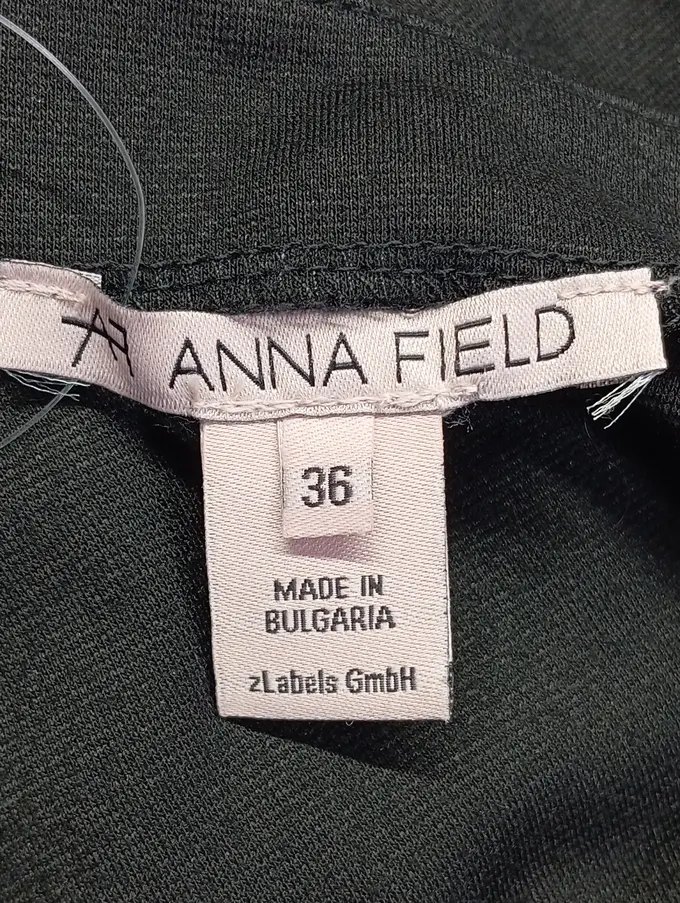 AF ANNA FIELD
36
MADE IN
BULGARIA
zLabels GmbH